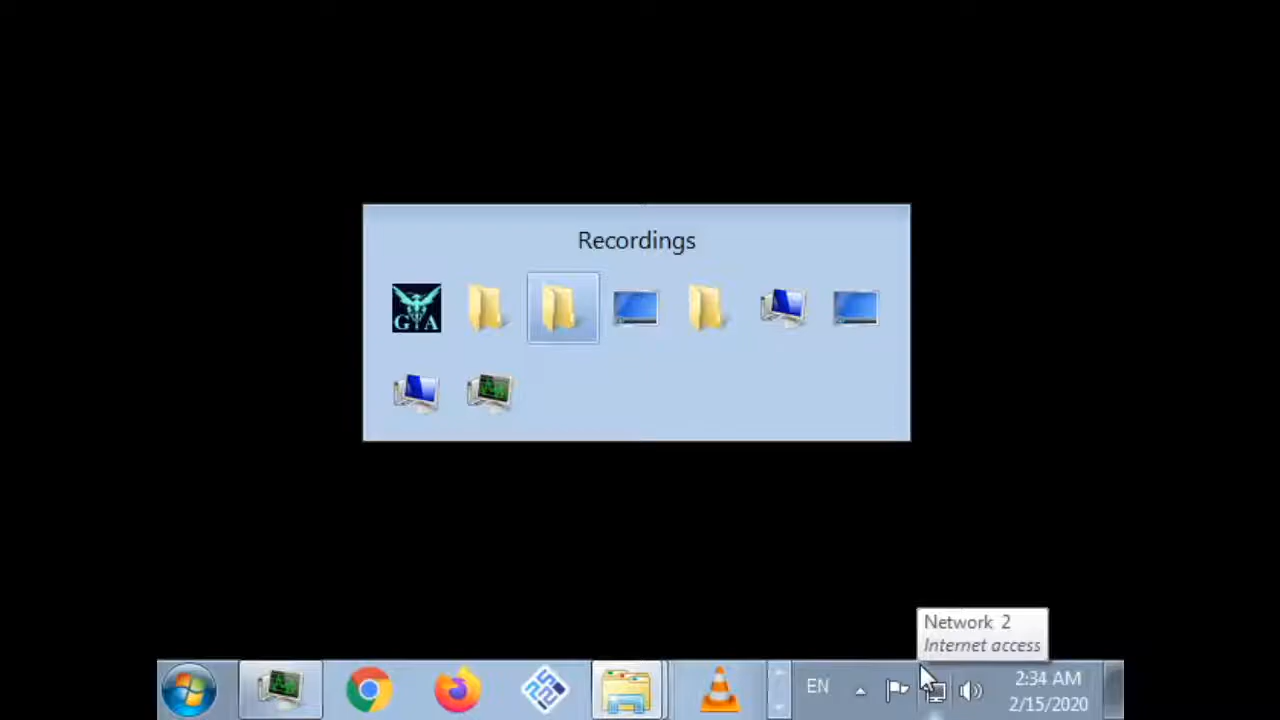 Recordings
G A
Network 2
Internet access
EN
2:34 AM
2/15/2020